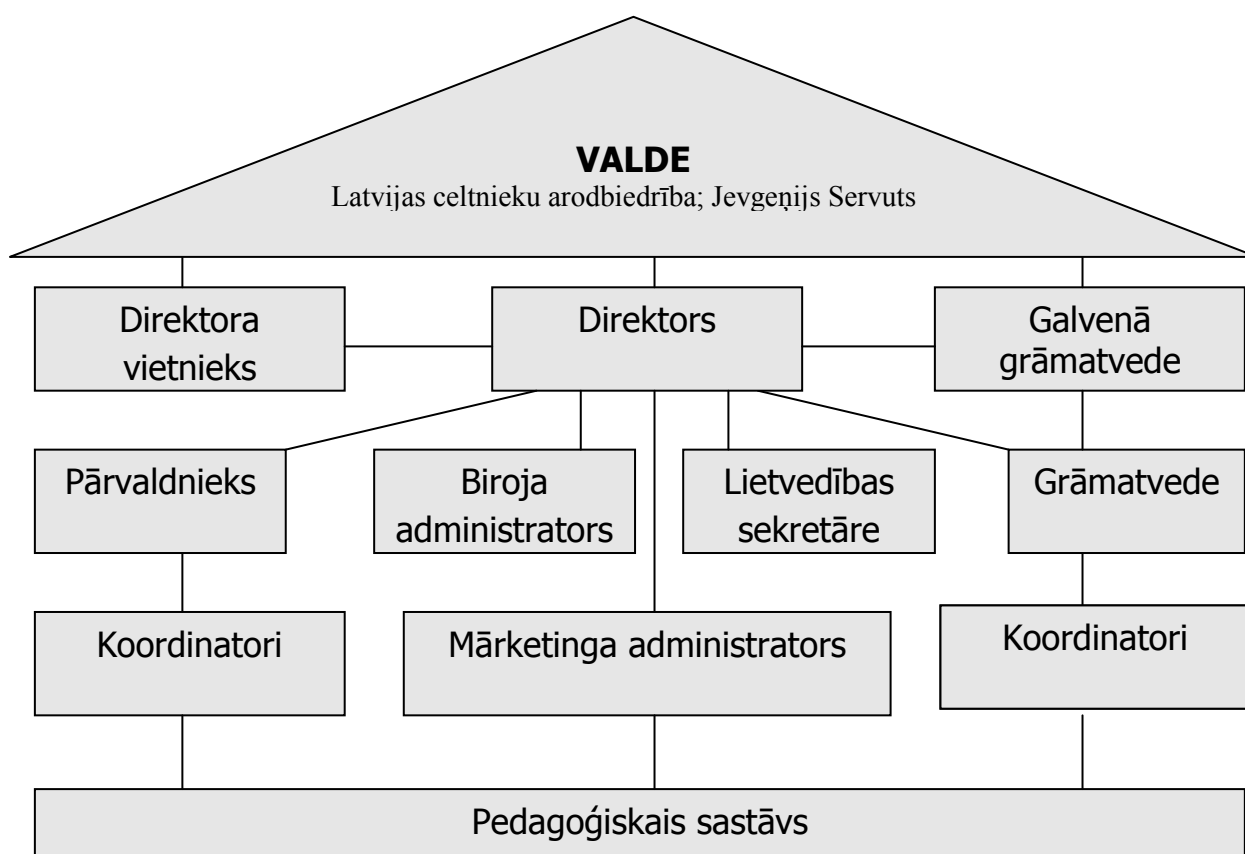 VALDE
Latvijas celtnieku arodbiedrība; Jevgeņijs Servuts
Direktora
vietnieks
Direktors
Galvenā
grāmatvede
Pārvaldnieks
Biroja
administrators
Lietvedības
sekretāre
Grāmatvede
Koordinatori
Mārketinga administrators
Koordinatori
Pedagoģiskais sastāvs